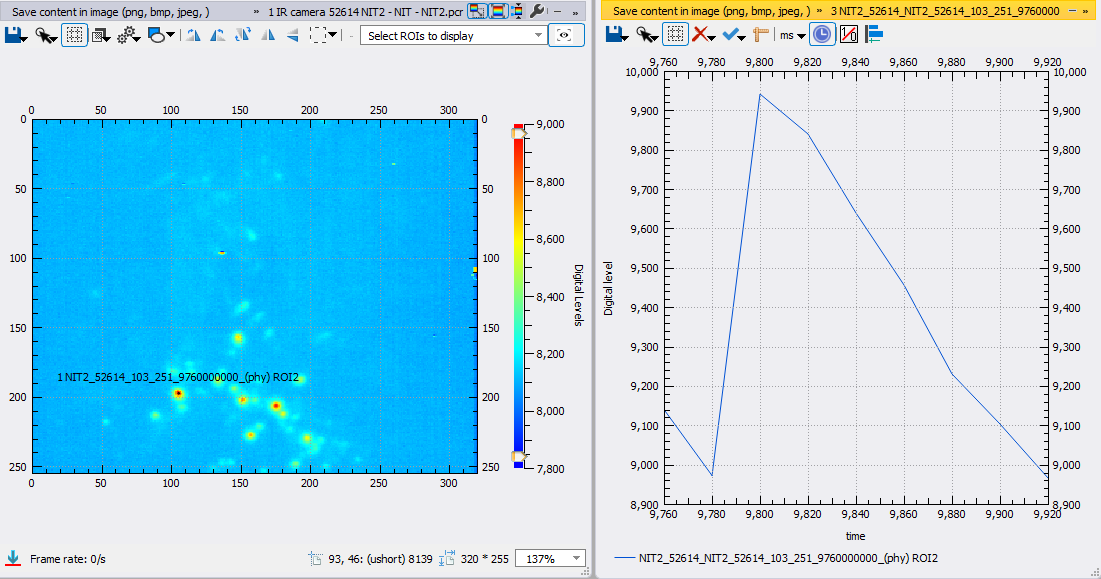 Save content in image (png, bmp, jpeg, ) » 1 IR camera 52614 NIT2 - NIT - NIT2.pcr »
Select ROIs to display
0 50 100 150 200 250 300
0 0
50 50
100 100
150 150
200 200
250 250
0 50 100 150 200 250 300
1 NIT2_52614_103_251_9760000000_(phy) ROI2
9,000
8,800
8,600
8,400
8,200
8,000
7,800
Digital Levels
Frame rate: 0/s
93, 46: (ushort) 8139
320 * 255
137%
Save content in image (png, bmp, jpeg, ) » 3 NIT2_52614_NIT2_52614_103_251_9760000 »
ms
9,760 9,780 9,800 9,820 9,840 9,860 9,880 9,900 9,920
10,000 10,000
9,900 9,900
9,800 9,800
9,700 9,700
9,600 9,600
9,500 9,500
9,400 9,400
9,300 9,300
9,200 9,200
9,100 9,100
9,000 9,000
8,900 8,900
9,760 9,780 9,800 9,820 9,840 9,860 9,880 9,900 9,920
Digital level
time
NIT2_52614_NIT2_52614_103_251_9760000000_(phy) ROI2